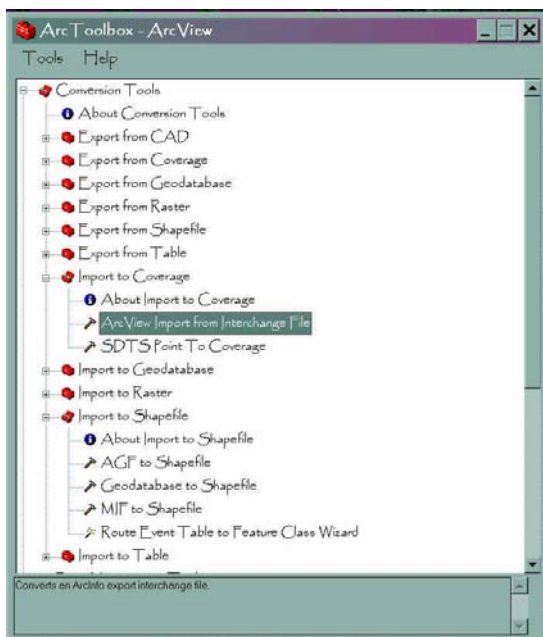 Arc Toolbox - ArcView
Tools Help
Conversion Tools
About Conversion Tools
Export from CAD
Export from Coverage
Export from Geodatabase
Export from Raster
Export from Shapefile
Export from Table
Import to Coverage
About Import to Coverage
ArcView Import from Interchange File
SDTS Point To Coverage
Import to Geodatabase
Import to Raster
Import to Shapefile
About Import to Shapefile
AGF to Shapefile
Geodatabase to Shapefile
MIF to Shapefile
Route Event Table to Feature Class Wizard
Import to Table
Converts an ArcInfo export interchange file.